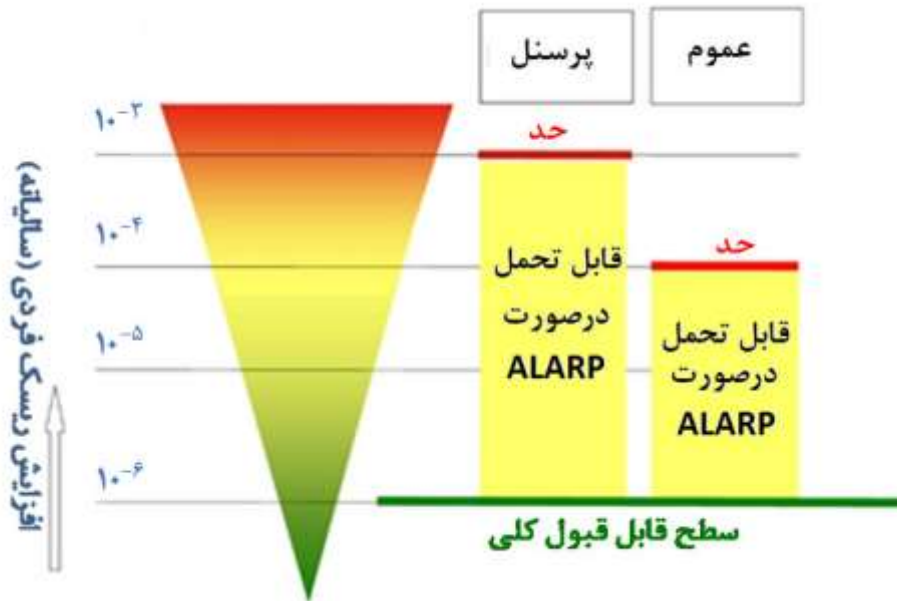 پرسنل
عموم
۱۰⁻۳
حد
۱۰⁻۴
حد
قابل تحمل
درصورت
ALARP
قابل تحمل
درصورت
ALARP
۱۰⁻۵
۱۰⁻۶
سطح قابل قبول کلی
افزایش ریسک فردی (سالیانه)